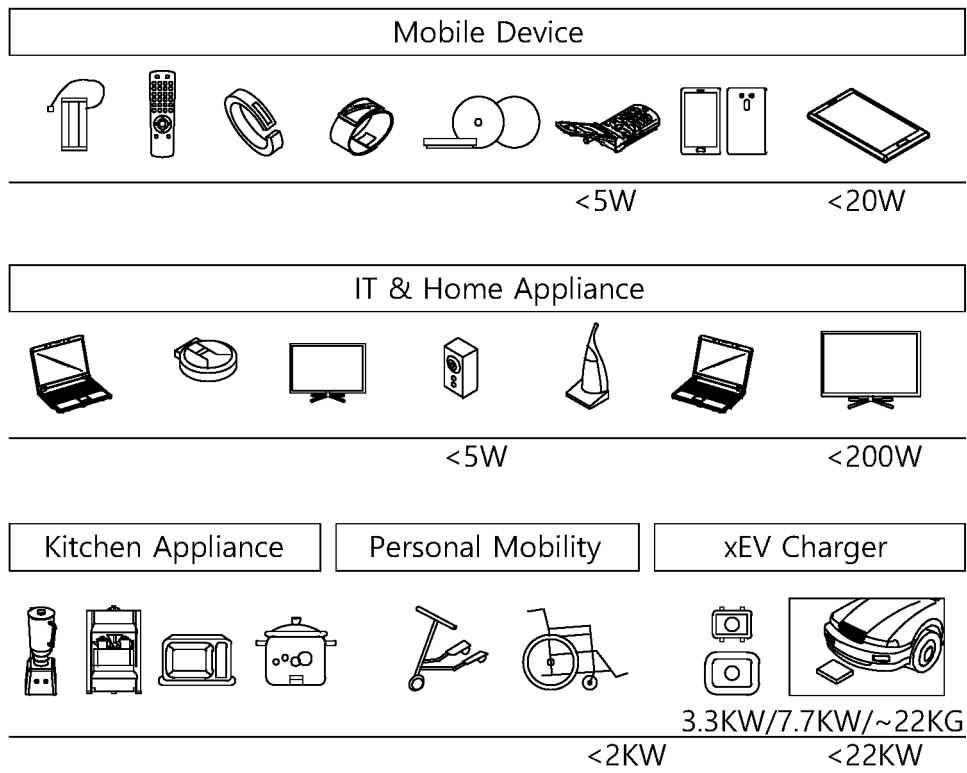 Mobile Device
<5W <20W
IT & Home Appliance
<5W <200W
Kitchen Appliance Personal Mobility xEV Charger
3.3KW/7.7KW/~22KG
<2KW <22KW